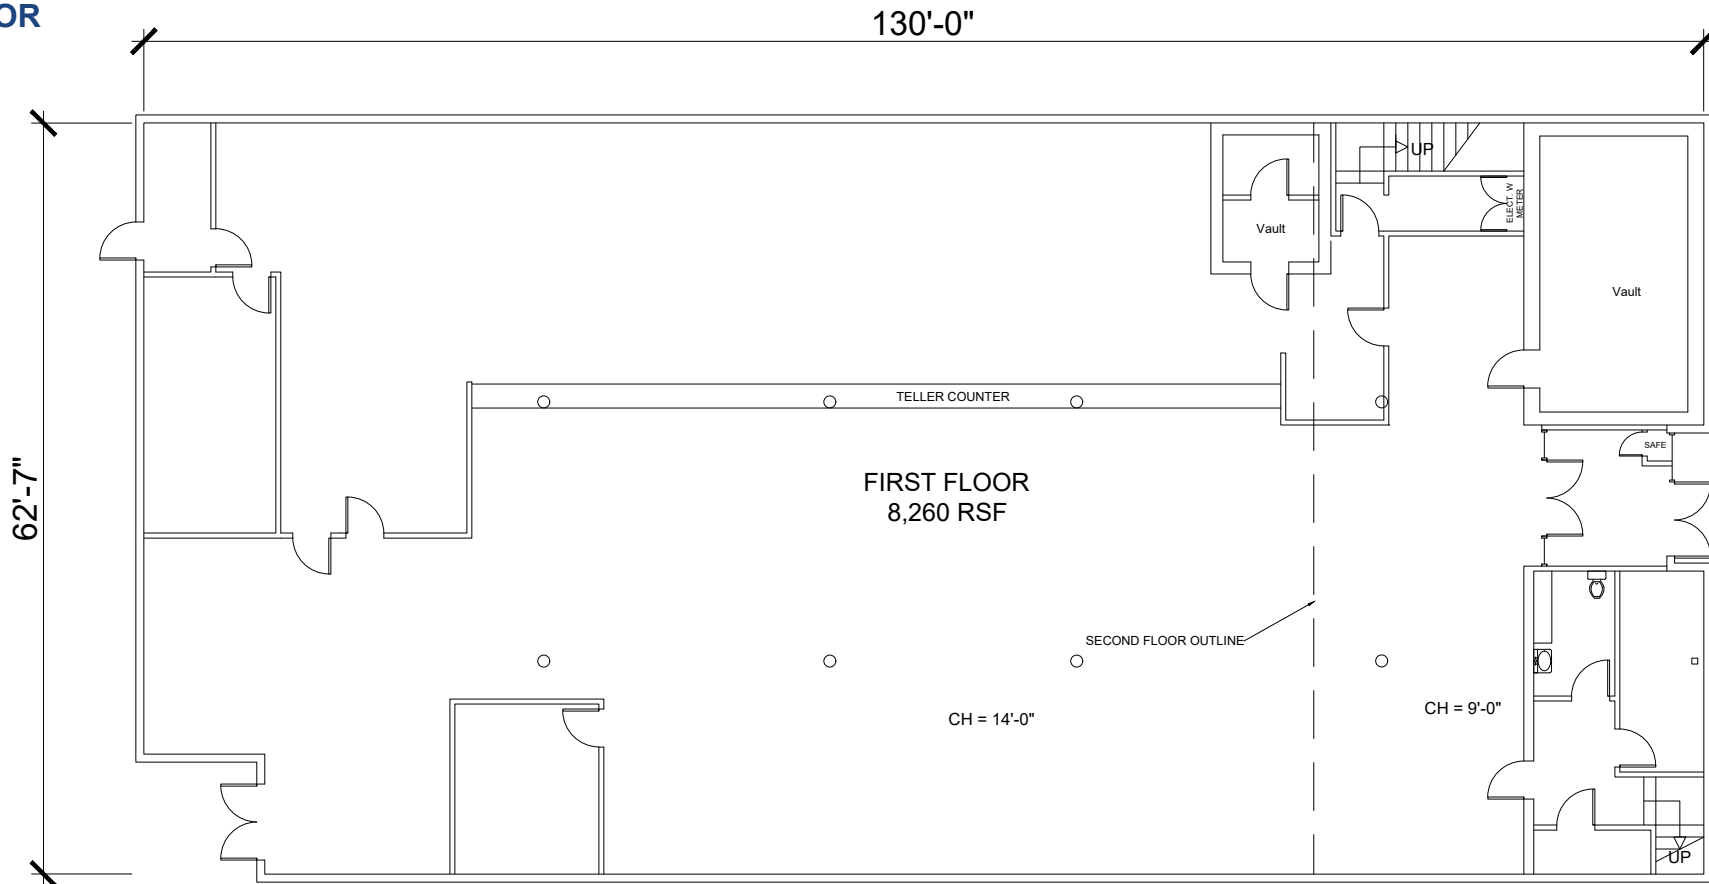 OR
130'-0"
62'-7"
UP
ELECT. W
METER
Vault
Vault
TELLER COUNTER
SAFE
FIRST FLOOR
8,260 RSF
SECOND FLOOR OUTLINE
CH = 14'-0"
CH = 9'-0"
UP